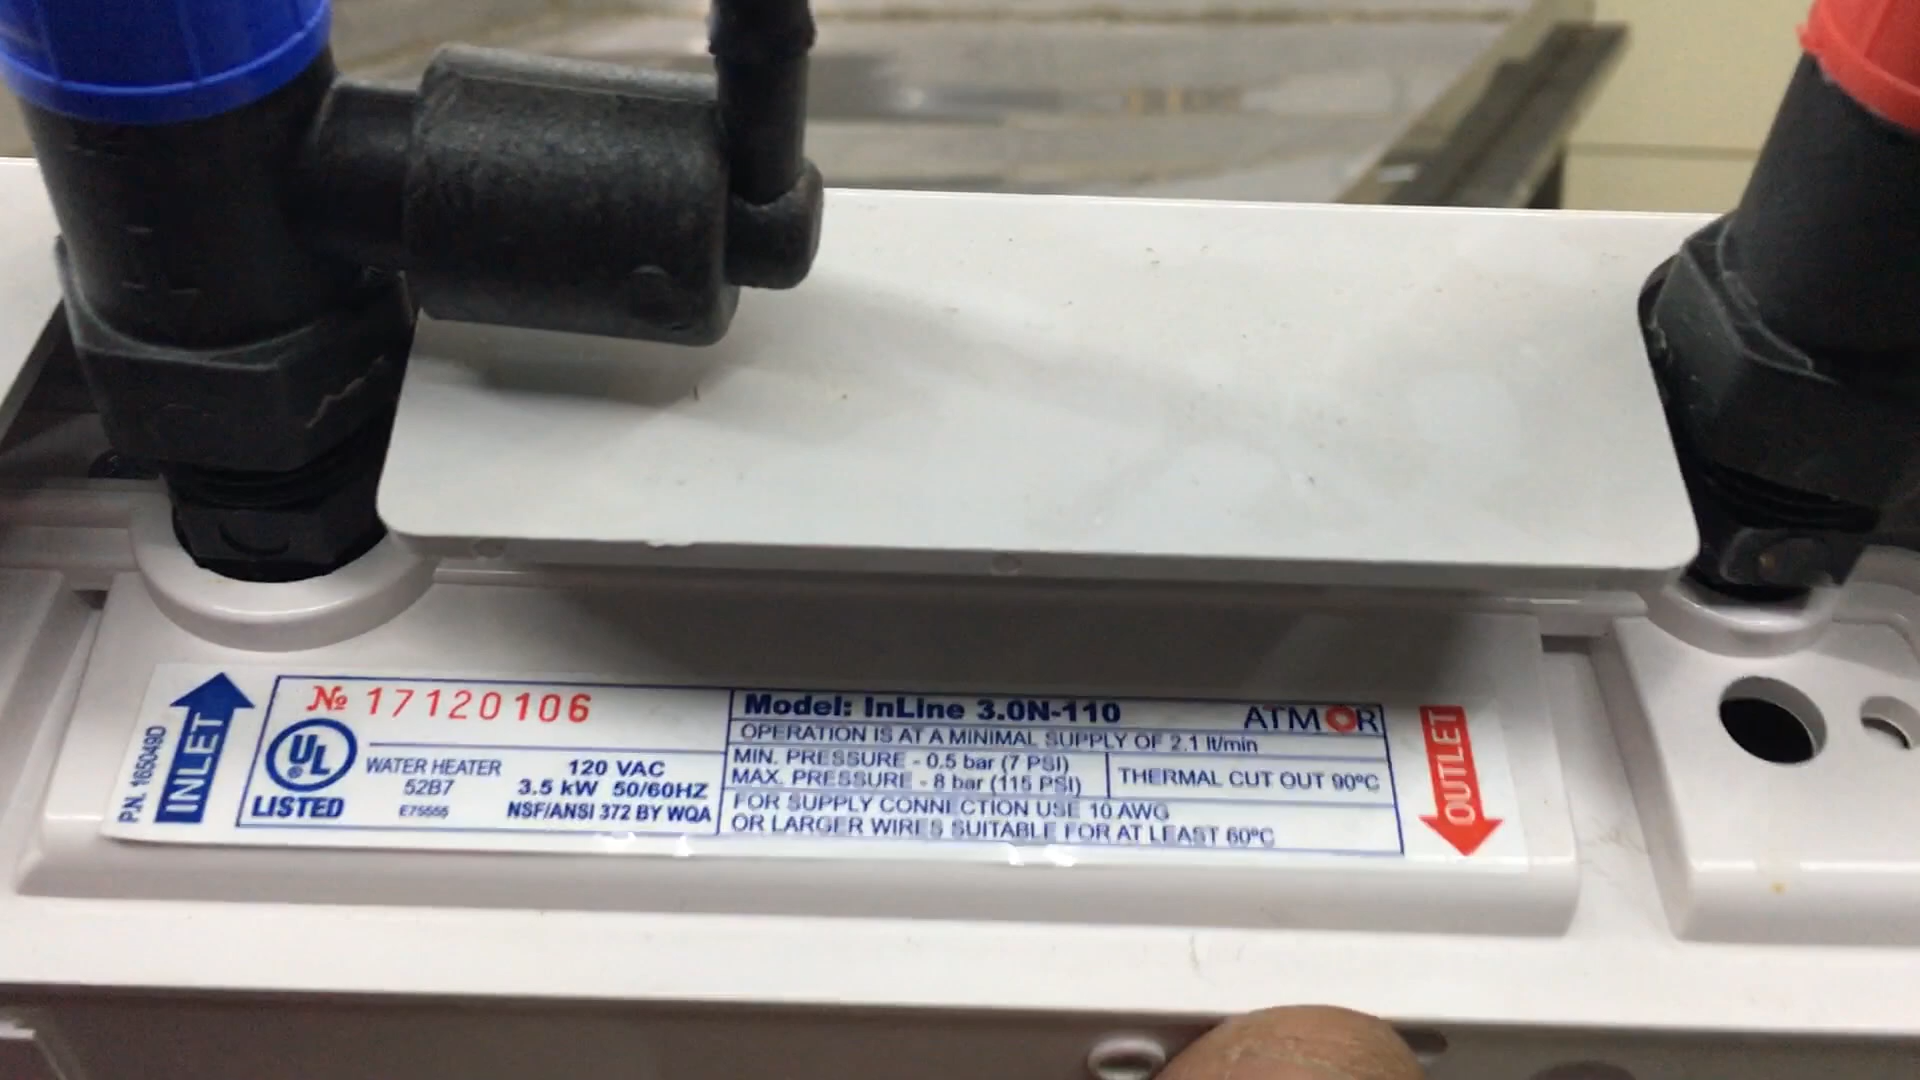 P.N. 165049D
INLET
№ 17120106
UL
LISTED
WATER HEATER
52B7
E75555
120 VAC
3.5 kW 50/60HZ
NSF/ANSI 372 BY WQA
Model: InLine 3.0N-110
ATMOR
OPERATION IS AT A MINIMAL SUPPLY OF 2.1 lt/min
MIN. PRESSURE - 0.5 bar (7 PSI)
MAX. PRESSURE - 8 bar (115 PSI)
THERMAL CUT OUT 90ºC
FOR SUPPLY CONNECTION USE 10 AWG
OR LARGER WIRES SUITABLE FOR AT LEAST 60ºC
OUTLET